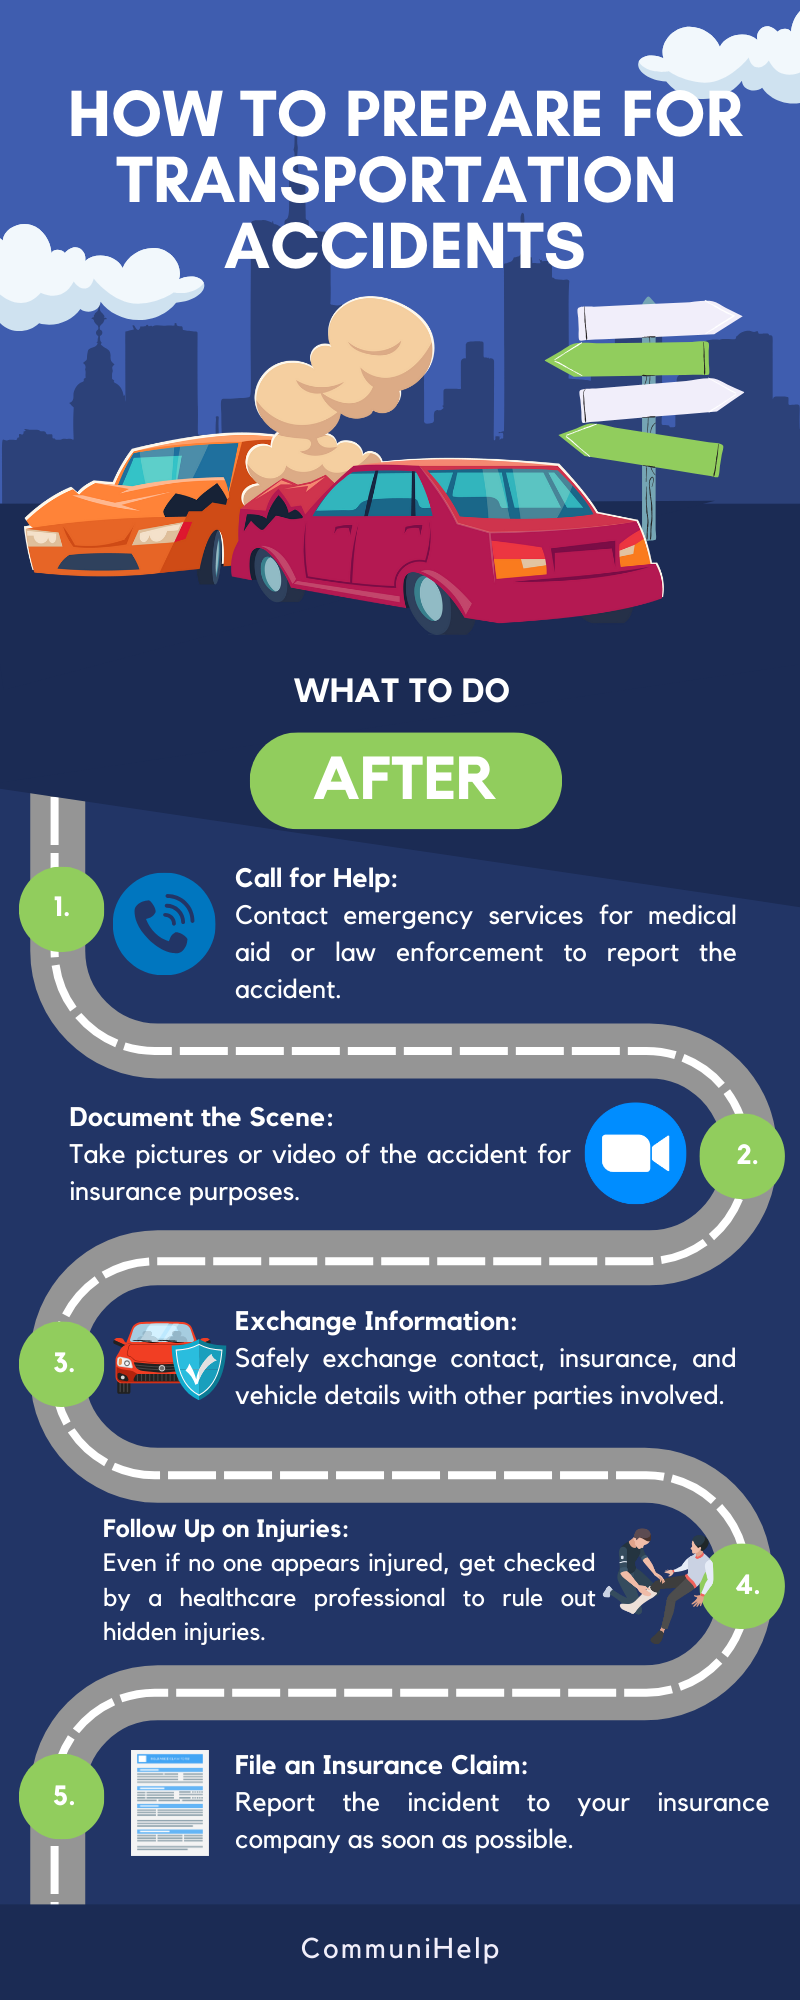 HOW TO PREPARE FOR
TRANSPORTATION
ACCIDENTS
WHAT TO DO
AFTER
1.
Call for Help:
Contact emergency services for medical
aid or law enforcement to report the
accident.
Document the Scene:
Take pictures or video of the accident for
insurance purposes.
2.
3.
Exchange Information:
Safely exchange contact, insurance, and
vehicle details with other parties involved.
Follow Up on Injuries:
Even if no one appears injured, get checked
by a healthcare professional to rule out
hidden injuries.
4.
5.
File an Insurance Claim:
Report the incident to your insurance
company as soon as possible.
CommuniHelp